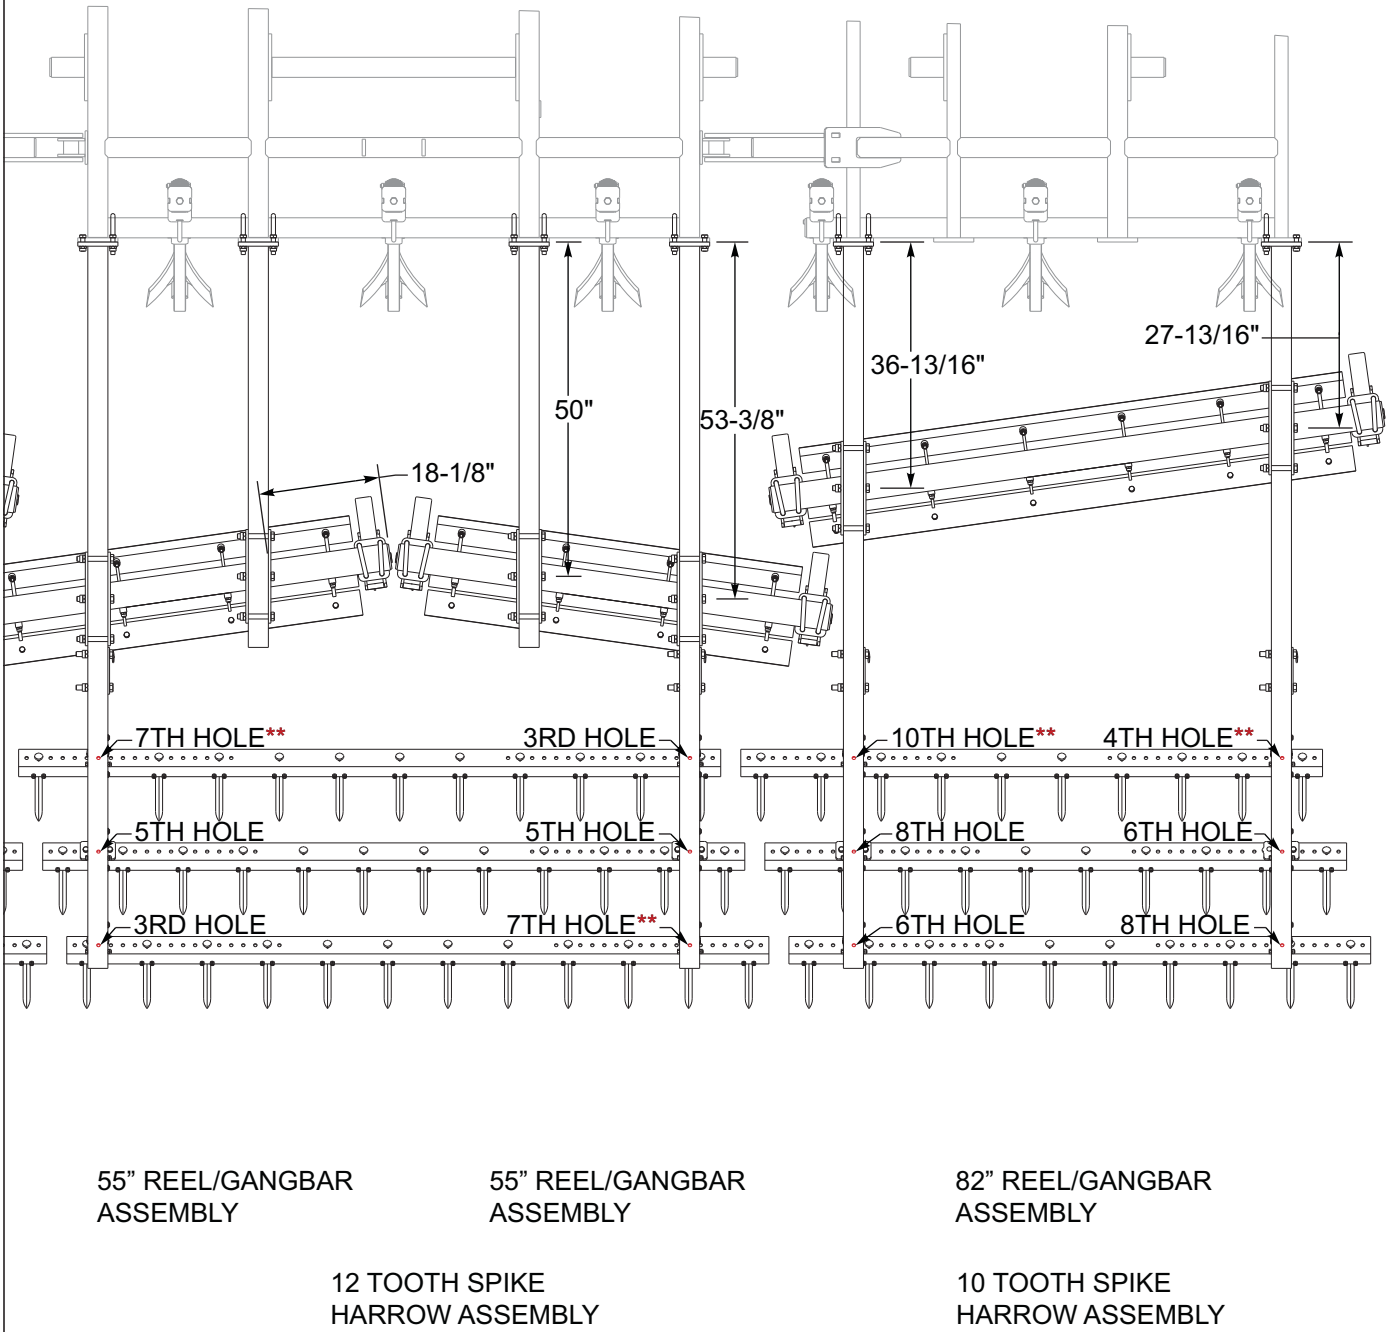 27-13/16"
36-13/16"
50"
53-3/8"
18-1/8"
7TH HOLE**
3RD HOLE
10TH HOLE**
4TH HOLE**
5TH HOLE
5TH HOLE
8TH HOLE
6TH HOLE
3RD HOLE
7TH HOLE**
6TH HOLE
8TH HOLE
55” REEL/GANGBAR
ASSEMBLY
55” REEL/GANGBAR
ASSEMBLY
82” REEL/GANGBAR
ASSEMBLY
12 TOOTH SPIKE
HARROW ASSEMBLY
10 TOOTH SPIKE
HARROW ASSEMBLY